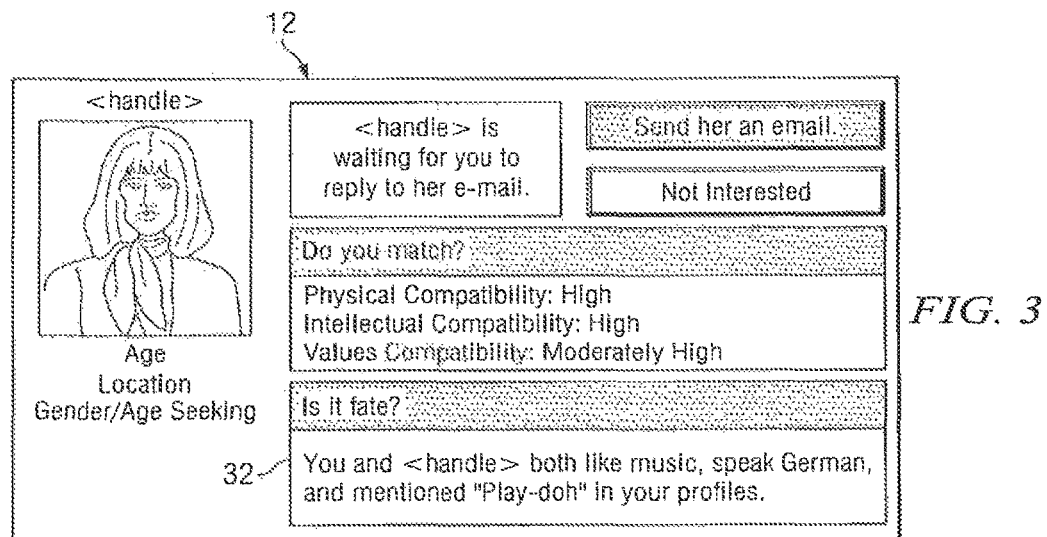 12
<handle>
Age
Location
Gender/Age Seeking
<handle> is
waiting for you to
reply to her e-mail.
Send her an email.
Not Interested
Do you match?
Physical Compatibility: High
Intellectual Compatibility: High
Values Compatibility: Moderately High
Is it fate?
32
You and <handle> both like music, speak German,
and mentioned "Play-doh" in your profiles.
FIG. 3